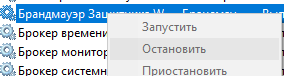 Брандмауэр Защитника W
Запустить
Брокер времени
Остановить
Брокер монитор
Приостановить
Брокер системн